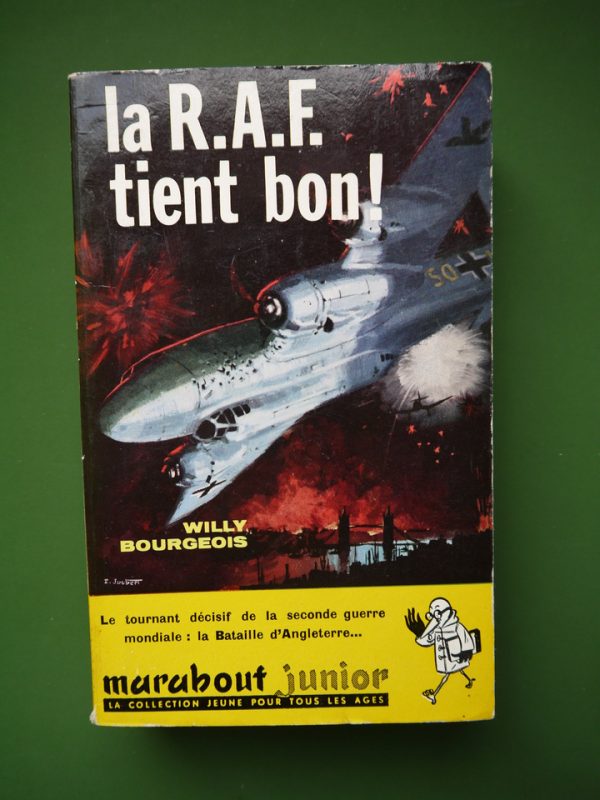 la R.A.F.
tient bon!
50
WILLY
BOURGEOIS
Le tournant décisif de la seconde guerre
mondiale : la Bataille d'Angleterre...
marabout junior
LA COLLECTION JEUNE POUR TOUS LES AGES